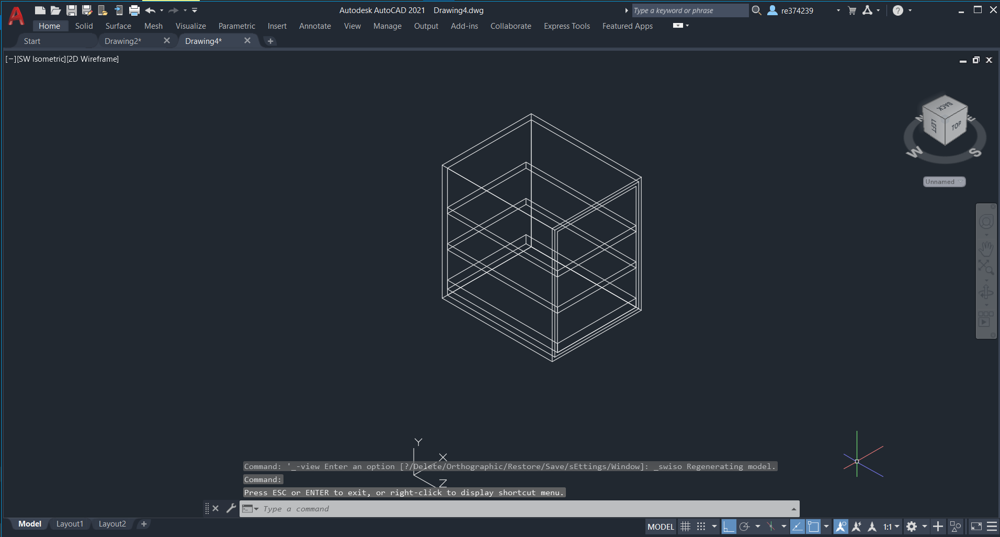 Autodesk AutoCAD 2021 Drawing4.dwg
Type a keyword or phrase
re374239
Home Solid Surface Mesh Visualize Parametric Insert Annotate View Manage Output Add-ins Collaborate Express Tools Featured Apps
Start Drawing2* Drawing4*
[−][SW Isometric][2D Wireframe]
BACK
LEFT
TOP
N
E
W
S
Unnamed
Y
X
Z
Command: '_-view Enter an option [?/Delete/Orthographic/Restore/Save/sEttings/Window]: _swiso Regenerating model.
Command:
Press ESC or ENTER to exit, or right-click to display shortcut menu.
Type a command
Model Layout1 Layout2
MODEL
1:1